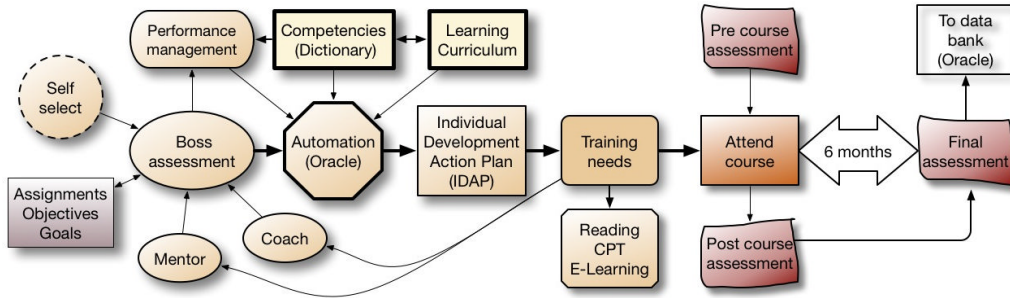 Performance
management
Competencies
(Dictionary)
Learning
Curriculum
Pre course
assessment
To data
bank
(Oracle)
Self
select
Boss
assessment
Automation
(Oracle)
Individual
Development
Action Plan
(IDAP)
Training
needs
Attend
course
6 months
Final
assessment
Assignments
Objectives
Goals
Mentor
Coach
Reading
CPT
E-Learning
Post course
assessment